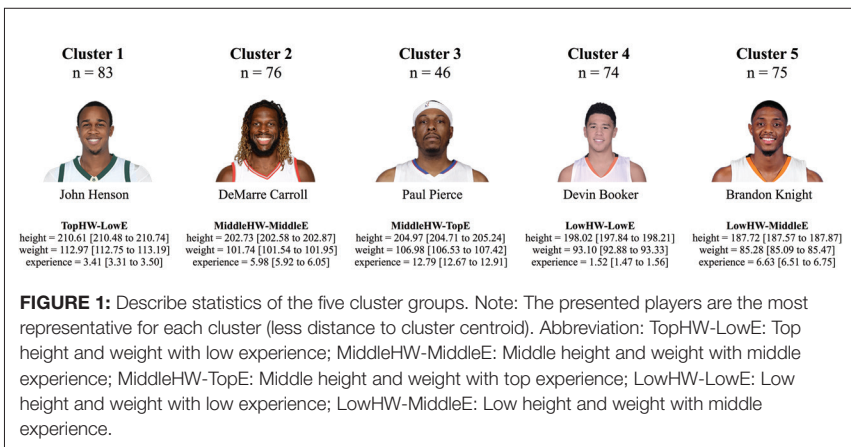 Cluster 1
n = 83
John Henson
TopHW-LowE
height = 210.61 [210.48 to 210.74]
weight = 112.97 [112.75 to 113.19]
experience = 3.41 [3.31 to 3.50]
Cluster 2
n = 76
DeMarre Carroll
MiddleHW-MiddleE
height = 202.73 [202.58 to 202.87]
weight = 101.74 [101.54 to 101.95]
experience = 5.98 [5.92 to 6.05]
Cluster 3
n = 46
Paul Pierce
MiddleHW-TopE
height = 204.97 [204.71 to 205.24]
weight = 106.98 [106.53 to 107.42]
experience = 12.79 [12.67 to 12.91]
Cluster 4
n = 74
Devin Booker
LowHW-LowE
height = 198.02 [197.84 to 198.21]
weight = 93.10 [92.88 to 93.33]
experience = 1.52 [1.47 to 1.56]
Cluster 5
n = 75
Brandon Knight
LowHW-MiddleE
height = 187.72 [187.57 to 187.87]
weight = 85.28 [85.09 to 85.47]
experience = 6.63 [6.51 to 6.75]
FIGURE 1: Describe statistics of the five cluster groups. Note: The presented players are the most
representative for each cluster (less distance to cluster centroid). Abbreviation: TopHW-LowE: Top
height and weight with low experience; MiddleHW-MiddleE: Middle height and weight with middle
experience; MiddleHW-TopE: Middle height and weight with top experience; LowHW-LowE: Low
height and weight with low experience; LowHW-MiddleE: Low height and weight with middle
experience.